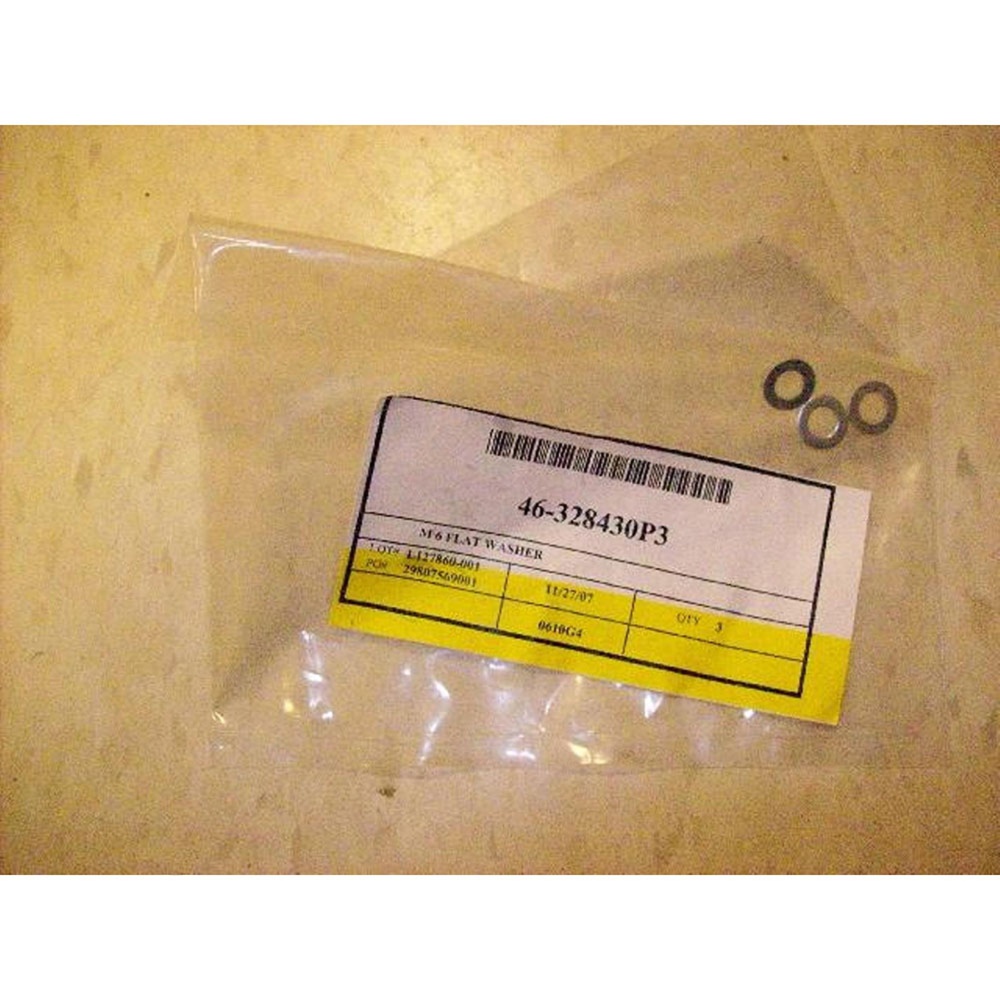 46-328430P3
M6 FLAT WASHER
LOT# L127860-001
PO# 29807569001
11/27/07
QTY 3
0610G4